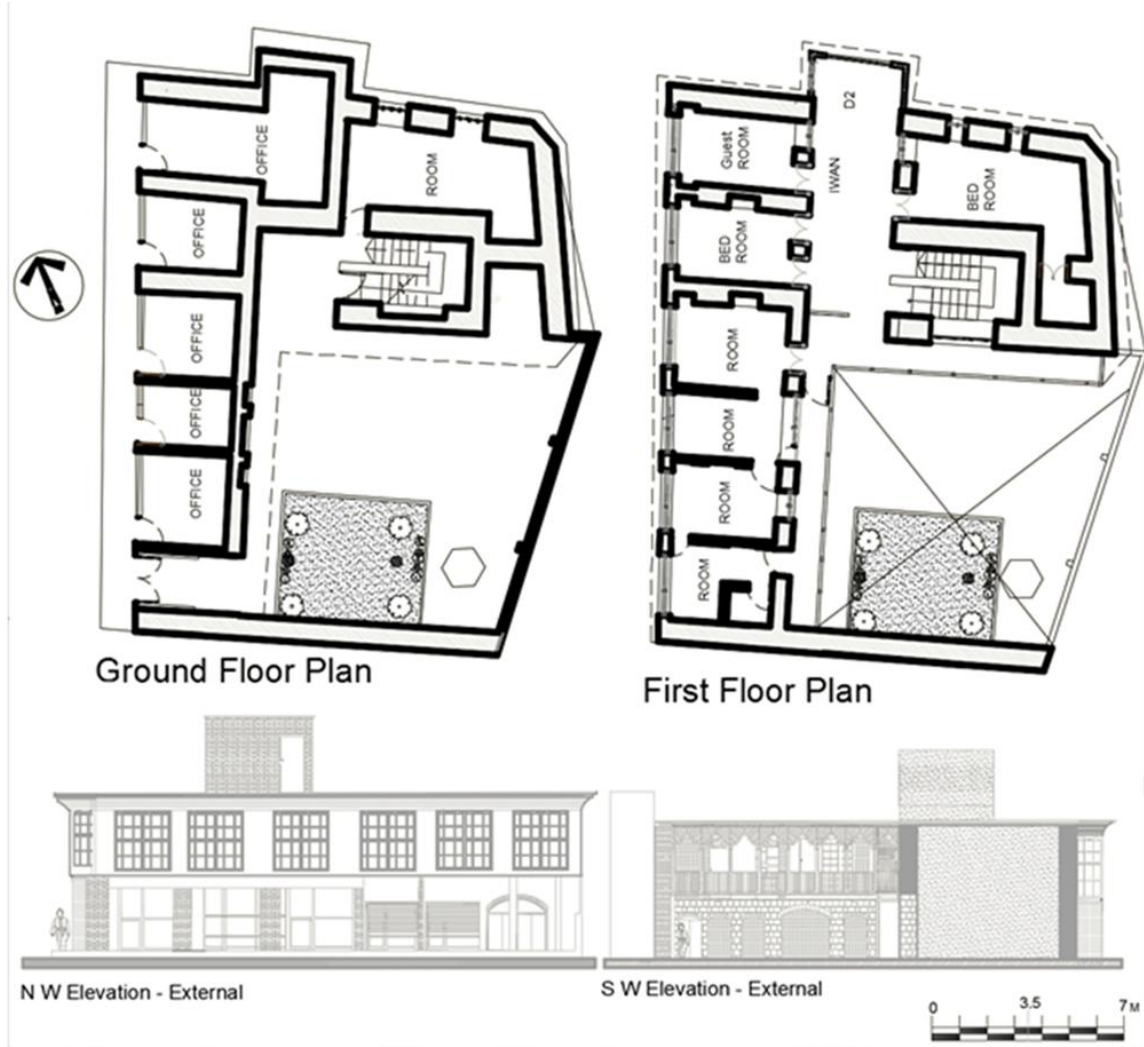 OFFICE
ROOM
OFFICE
OFFICE
OFFICE
OFFICE
Ground Floor Plan
D2
Guest
ROOM
IWAN
BED
ROOM
BED
ROOM
ROOM
ROOM
ROOM
ROOM
First Floor Plan
N W Elevation - External
S W Elevation - External
0 3.5 7 M